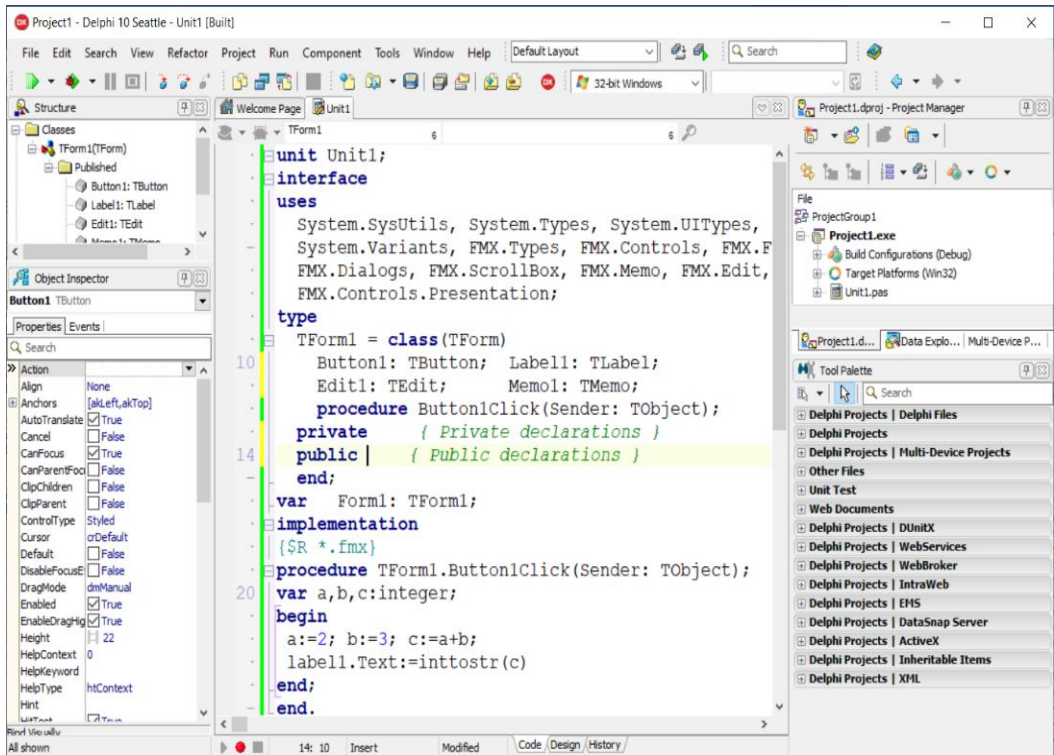 Project1 - Delphi 10 Seattle - Unit1 [Built]
File Edit Search View Refactor Project Run Component Tools Window Help Default Layout Search
32-bit Windows
Structure
Classes
TForm1(TForm)
Published
Button1: TButton
Label1: TLabel
Edit1: TEdit
Memo1: TMemo
Object Inspector
Button1 TButton
Properties Events
Search
Action
Align None
Anchors [akLeft,akTop]
AutoTranslate True
Cancel False
CanFocus True
CanParentFoc False
ClipChildren False
ClipParent False
ControlType Styled
Cursor crDefault
Default False
DisableFocusE False
DragMode dmManual
Enabled True
EnableDragHig True
Height 22
HelpContext 0
HelpKeyword
HelpType htContext
Hint
HitTest True
Bind Visually
All shown
Welcome Page Unit1
TForm1 6 6
unit Unit1;
interface
uses
System.SysUtils, System.Types, System.UITypes,
System.Variants, FMX.Types, FMX.Controls, FMX.F
FMX.Dialogs, FMX.ScrollBox, FMX.Memo, FMX.Edit,
FMX.Controls.Presentation;
type
TForm1 = class(TForm)
10 Button1: TButton; Label1: TLabel;
Edit1: TEdit; Memo1: TMemo;
procedure Button1Click(Sender: TObject);
private { Private declarations }
14 public { Public declarations }
end;
var Form1: TForm1;
implementation
{$R *.fmx}
procedure TForm1.Button1Click(Sender: TObject);
20 var a,b,c:integer;
begin
a:=2; b:=3; c:=a+b;
label1.Text:=inttostr(c)
end;
end.
14: 10 Insert Modified Code Design History
Project1.dproj - Project Manager
File
ProjectGroup1
Project1.exe
Build Configurations (Debug)
Target Platforms (Win32)
Unit1.pas
Project1.d... Data Explo... Multi-Device P...
Tool Palette
Search
Delphi Projects | Delphi Files
Delphi Projects
Delphi Projects | Multi-Device Projects
Other Files
Unit Test
Web Documents
Delphi Projects | DUnitX
Delphi Projects | WebServices
Delphi Projects | WebBroker
Delphi Projects | IntraWeb
Delphi Projects | EMS
Delphi Projects | DataSnap Server
Delphi Projects | ActiveX
Delphi Projects | Inheritable Items
Delphi Projects | XML